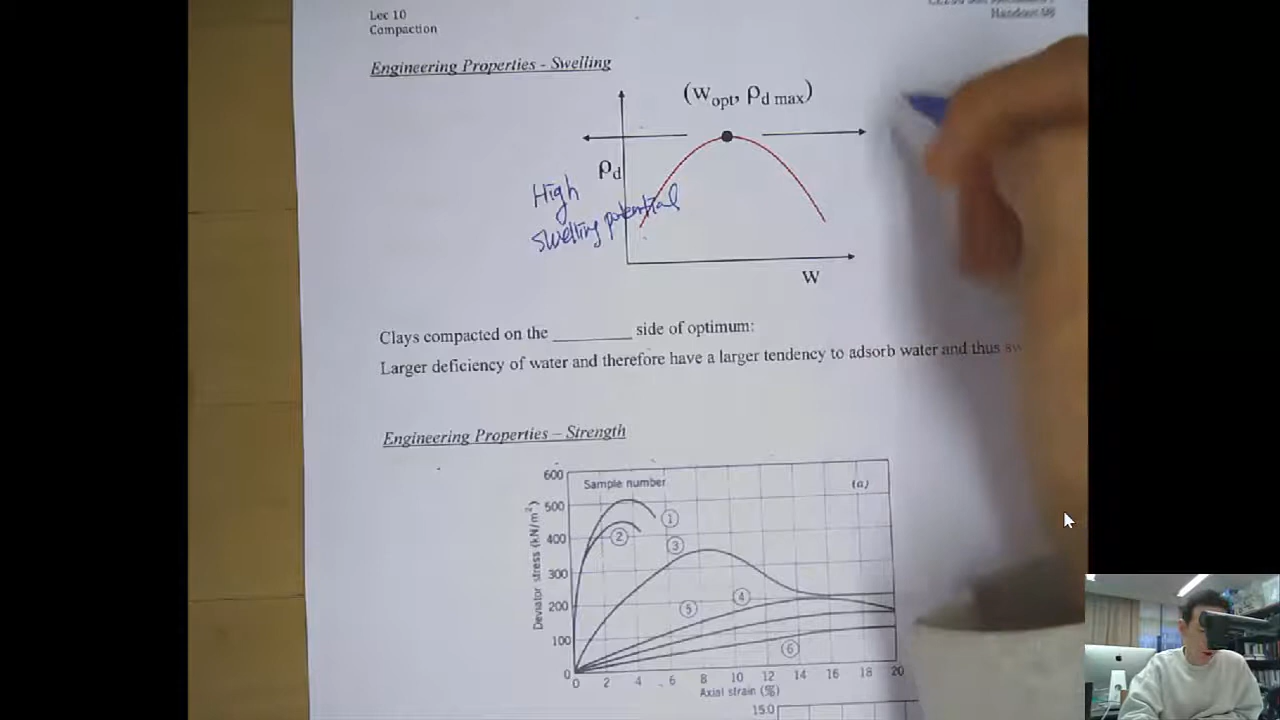 Lec 10
Compaction
Handout
Engineering Properties - Swelling
(wopt, ρd max)
ρd
High
swelling potential
w
Clays compacted on the ________ side of optimum:
Larger deficiency of water and therefore have a larger tendency to adsorb water and thus
Engineering Properties – Strength
600
Sample number
(a)
500
1
400
2
3
300
200
5
4
100
6
0
0 2 4 6 8 10 12 14 16 18 20
Deviator stress (kN/m²)
Axial strain (%)
15.0